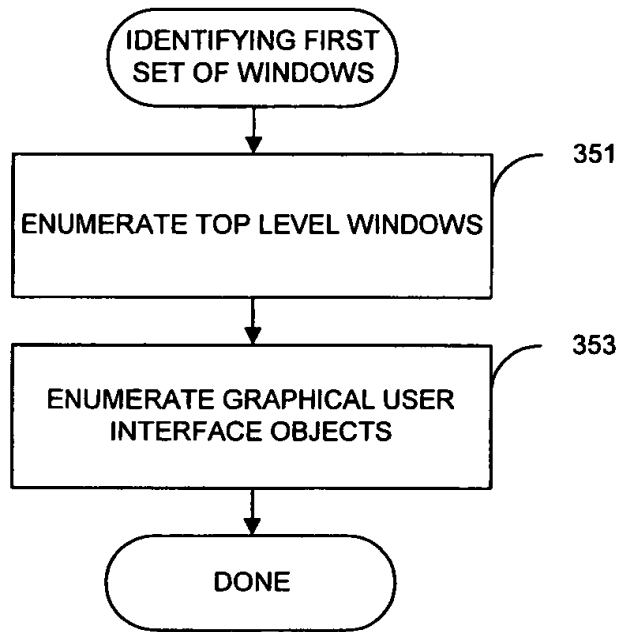 IDENTIFYING FIRST
SET OF WINDOWS
351
ENUMERATE TOP LEVEL WINDOWS
353
ENUMERATE GRAPHICAL USER
INTERFACE OBJECTS
DONE